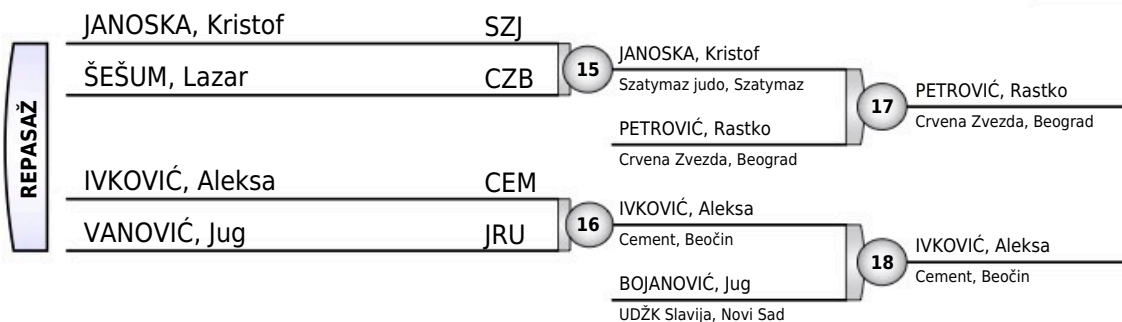 REPASAŽ
JANOSKA, Kristof SZJ
ŠEŠUM, Lazar CZB
IVKOVIĆ, Aleksa CEM
VANOVIĆ, Jug JRU
15
JANOSKA, Kristof
Szatymaz judo, Szatymaz
PETROVIĆ, Rastko
Crvena Zvezda, Beograd
16
IVKOVIĆ, Aleksa
Cement, Beočin
BOJANOVIĆ, Jug
UDŽK Slavija, Novi Sad
17
PETROVIĆ, Rastko
Crvena Zvezda, Beograd
18
IVKOVIĆ, Aleksa
Cement, Beočin